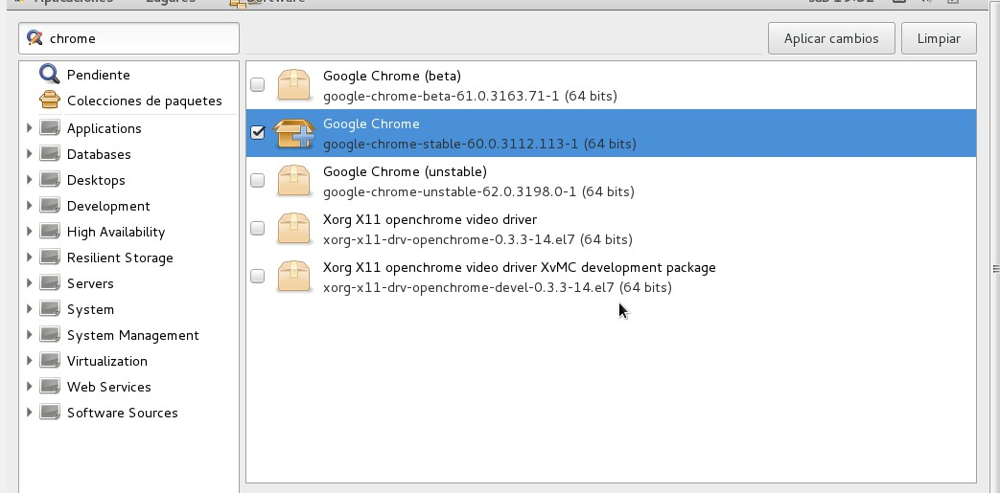 Aplicaciones Lugares Software
chrome
Aplicar cambios
Limpiar
Pendiente
Colecciones de paquetes
Applications
Databases
Desktops
Development
High Availability
Resilient Storage
Servers
System
System Management
Virtualization
Web Services
Software Sources
Google Chrome (beta)
google-chrome-beta-61.0.3163.71-1 (64 bits)
Google Chrome
google-chrome-stable-60.0.3112.113-1 (64 bits)
Google Chrome (unstable)
google-chrome-unstable-62.0.3198.0-1 (64 bits)
Xorg X11 openchrome video driver
xorg-x11-drv-openchrome-0.3.3-14.el7 (64 bits)
Xorg X11 openchrome video driver XvMC development package
xorg-x11-drv-openchrome-devel-0.3.3-14.el7 (64 bits)